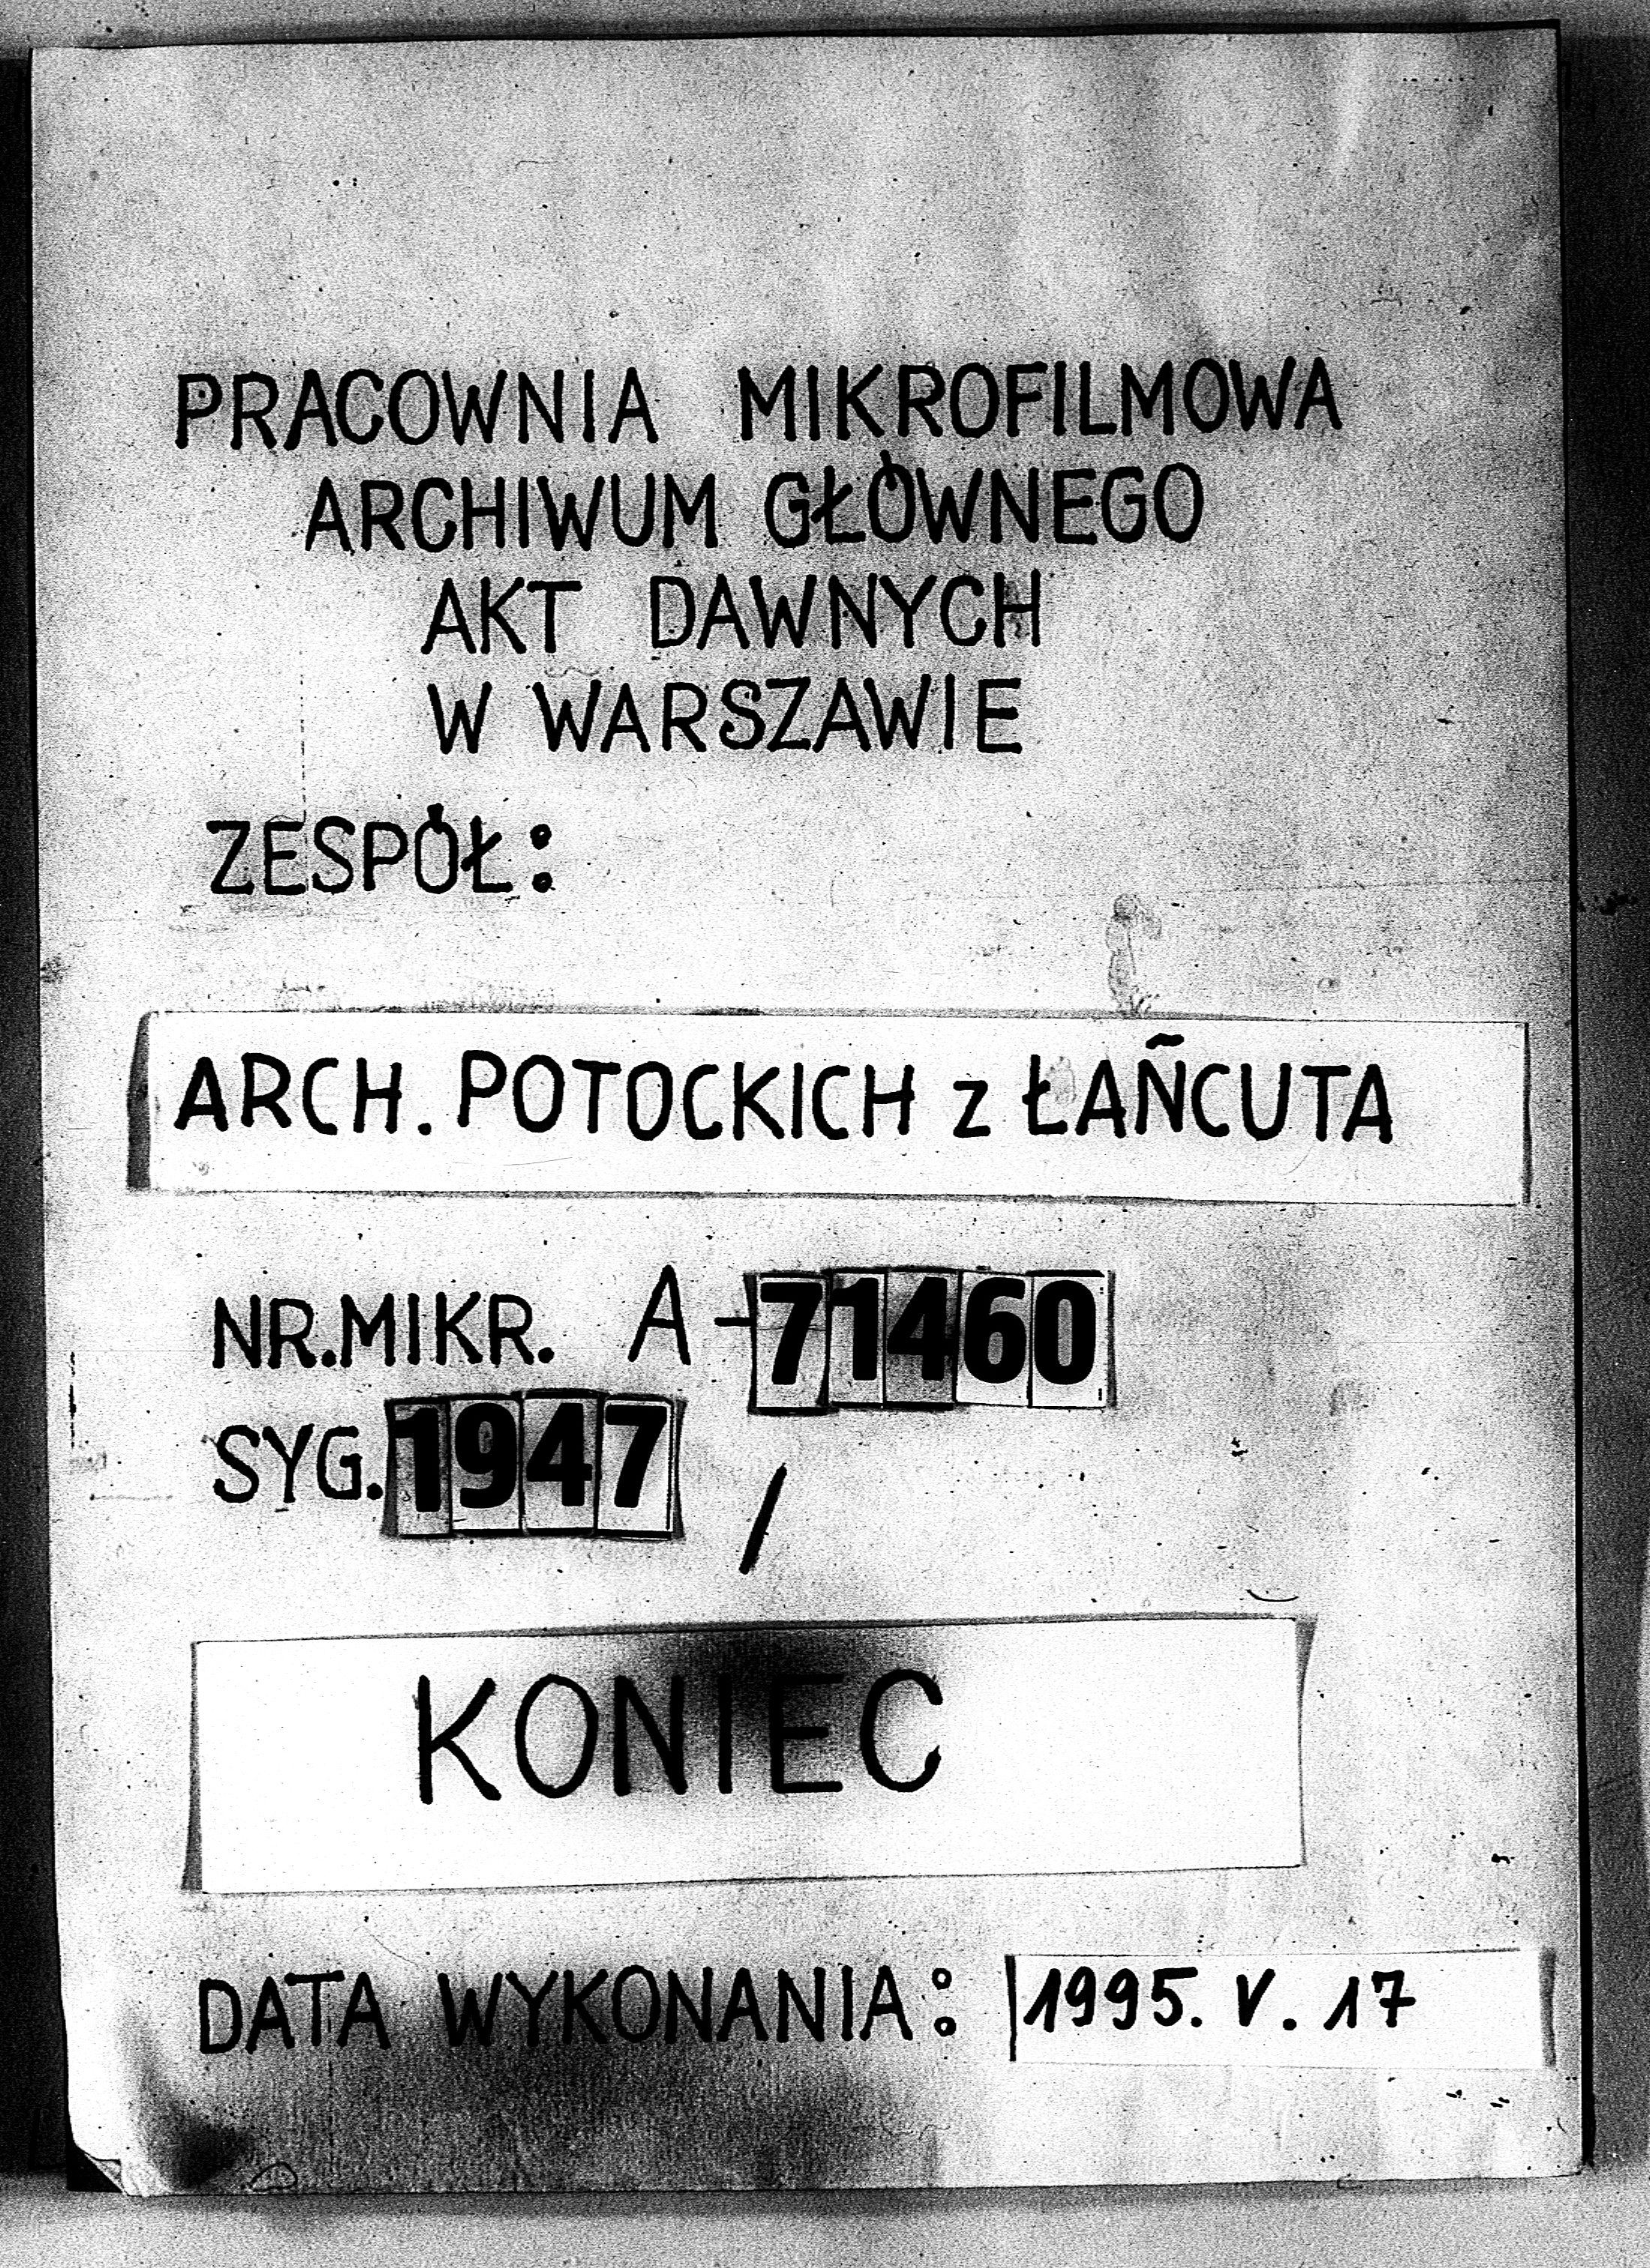 PRACOWNIA MIKROFILMOWA
ARCHIWUM GŁÓWNEGO
AKT DAWNYCH
W WARSZAWIE
ZESPÓŁ:
ARCH. POTOCKICH z ŁAŃCUTA
NR.MIKR. A-71460
SYG. 1947 /
KONIEC
DATA WYKONANIA: 1995. V. 17